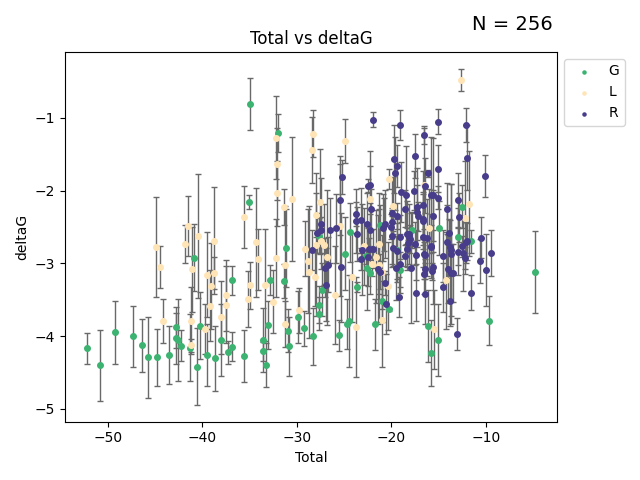 N = 256
Total vs deltaG
G
L
R
−1
−2
−3
−4
−5
deltaG
−50 −40 −30 −20 −10
Total